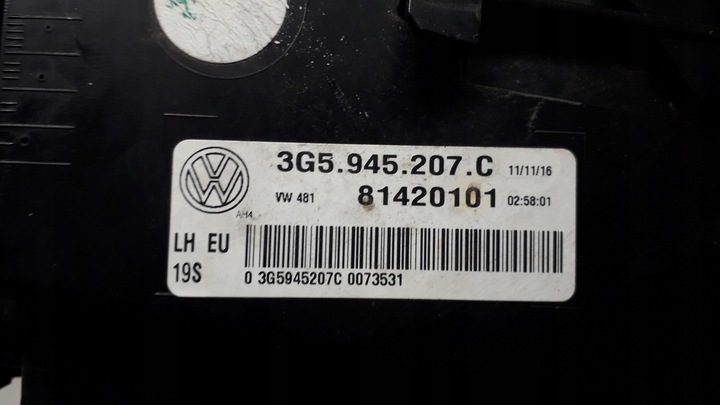 3G5.945.207.C 11/11/16
VW 481 81420101 02:58:01
AH4
LH EU
19S
0 3G5945207C 0073531